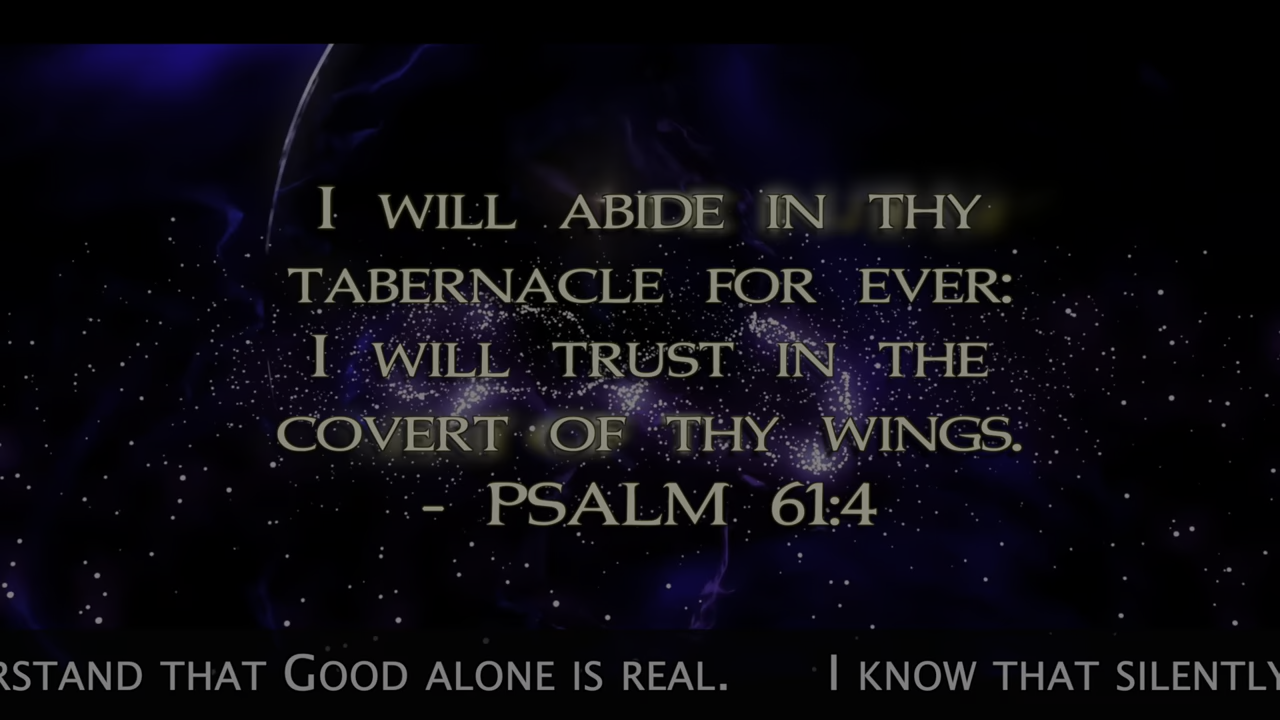 I WILL ABIDE IN THY
TABERNACLE FOR EVER:
I WILL TRUST IN THE
COVERT OF THY WINGS.
- PSALM 61:4
THAT GOOD ALONE IS REAL. I KNOW THAT SILENTLY